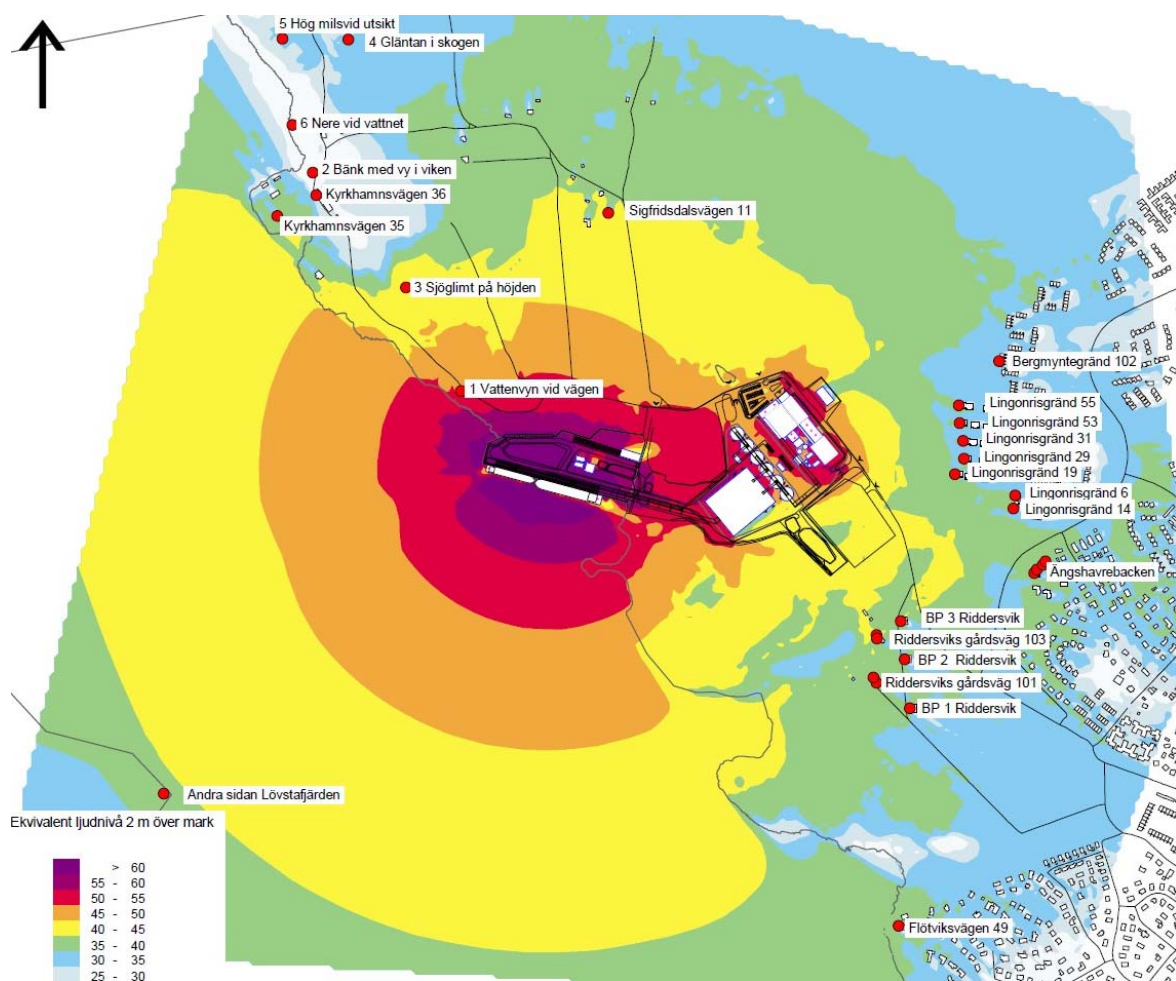 5 Hög milsvid utsikt
4 Gläntan i skogen
6 Nere vid vattnet
2 Bänk med vy i viken
Kyrkhamnsvägen 36
Kyrkhamnsvägen 35
Sigfridsdalsvägen 11
3 Sjöglimt på höjden
1 Vattenvyn vid vägen
Bergmyntegränd 102
Lingonrisgränd 55
Lingonrisgränd 53
Lingonrisgränd 31
Lingonrisgränd 29
Lingonrisgränd 19
Lingonrisgränd 6
Lingonrisgränd 14
Ängshavrebacken
BP 3 Riddersvik
Riddersviks gårdsväg 103
BP 2 Riddersvik
Riddersviks gårdsväg 101
BP 1 Riddersvik
Andra sidan Lövstafjärden
Flötviksvägen 49
Ekvivalent ljudnivå 2 m över mark
> 60
55 - 60
50 - 55
45 - 50
40 - 45
35 - 40
30 - 35
25 - 30